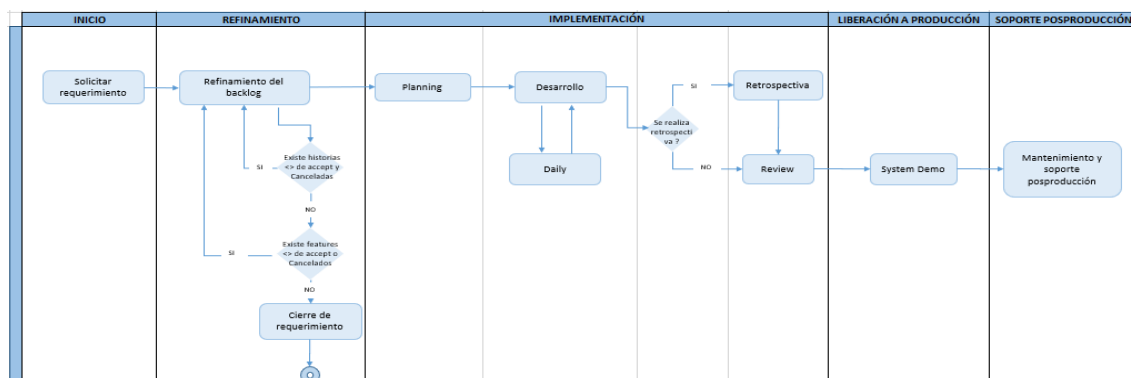 INICIO
REFINAMIENTO
IMPLEMENTACIÓN
LIBERACIÓN A PRODUCCIÓN
SOPORTE POSPRODUCCIÓN
Solicitar
requerimiento
Refinamiento del
backlog
Existe historias
<> de accept y
Canceladas
SI
NO
Existe features
<> de accept o
Cancelados
SI
NO
Cierre de
requerimiento
Planning
Desarrollo
Daily
Se realiza
retrospecti
va ?
SI
NO
Retrospectiva
Review
System Demo
Mantenimiento y
soporte
posproducción